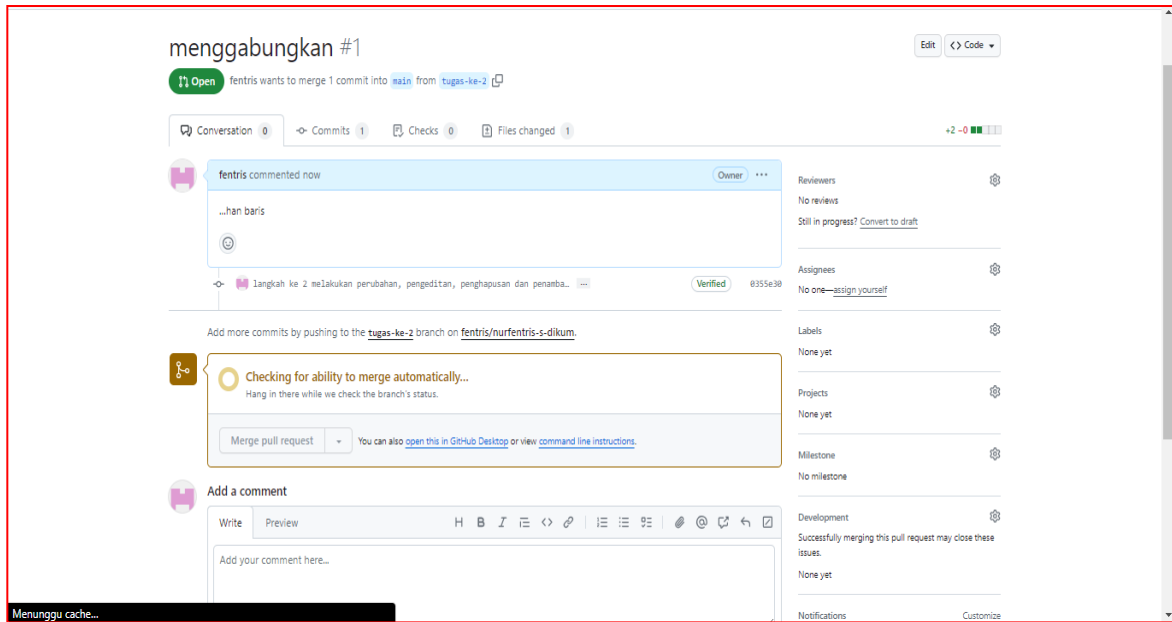 menggabungkan #1
Edit
<> Code
Open
fentris wants to merge 1 commit into main from tugas-ke-2
Conversation 0
Commits 1
Checks 0
Files changed 1
+2 −0
fentris commented now
Owner
...han baris
langkah ke 2 melakukan perubahan, pengeditan, penghapusan dan penamba…
Verified
0355e30
Add more commits by pushing to the tugas-ke-2 branch on fentris/nurfentris-s-dikum.
Checking for ability to merge automatically...
Hang in there while we check the branch's status.
Merge pull request
You can also open this in GitHub Desktop or view command line instructions.
Add a comment
Write
Preview
Add your comment here...
Reviewers
No reviews
Still in progress? Convert to draft
Assignees
No one—assign yourself
Labels
None yet
Projects
None yet
Milestone
No milestone
Development
Successfully merging this pull request may close these
issues.
None yet
Notifications
Customize
Menunggu cache...